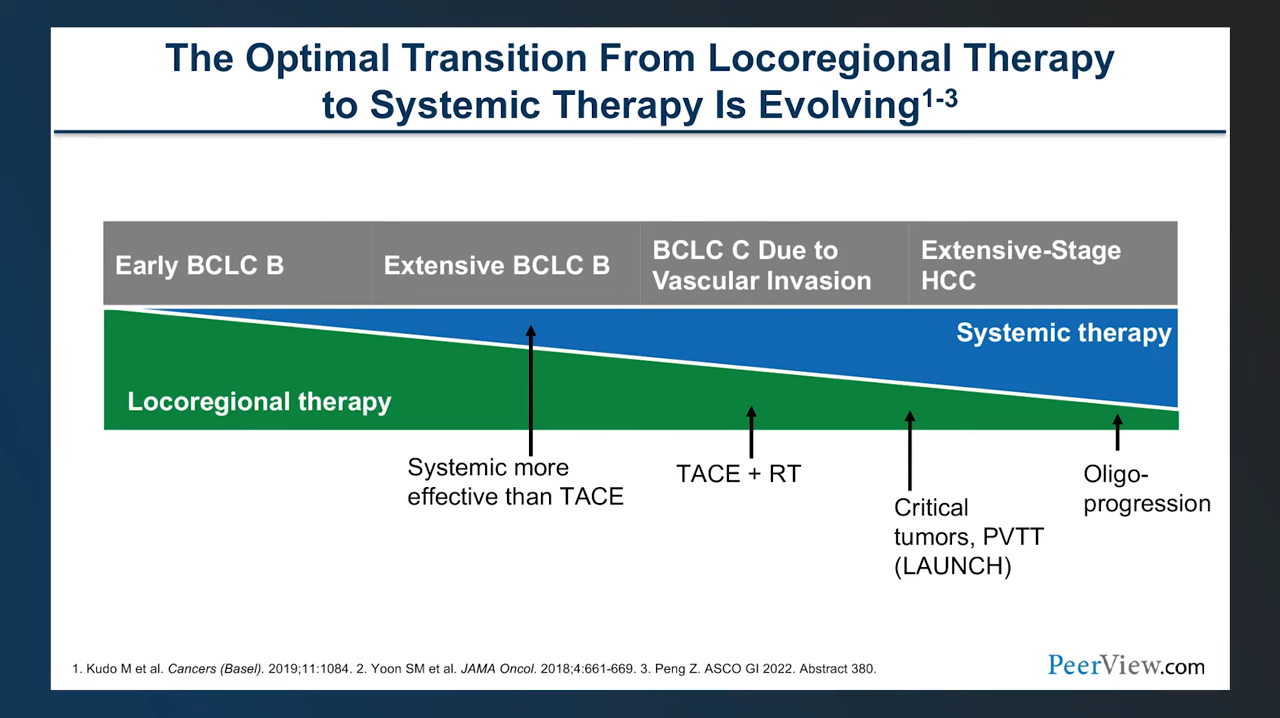 The Optimal Transition From Locoregional Therapy
to Systemic Therapy Is Evolving1-3
Early BCLC B
Extensive BCLC B
BCLC C Due to
Vascular Invasion
Extensive-Stage
HCC
Systemic therapy
Locoregional therapy
Systemic more
effective than TACE
TACE + RT
Critical
tumors, PVTT
(LAUNCH)
Oligo-
progression
1. Kudo M et al. Cancers (Basel). 2019;11:1084. 2. Yoon SM et al. JAMA Oncol. 2018;4:661-669. 3. Peng Z. ASCO GI 2022. Abstract 380.
PeerView.com